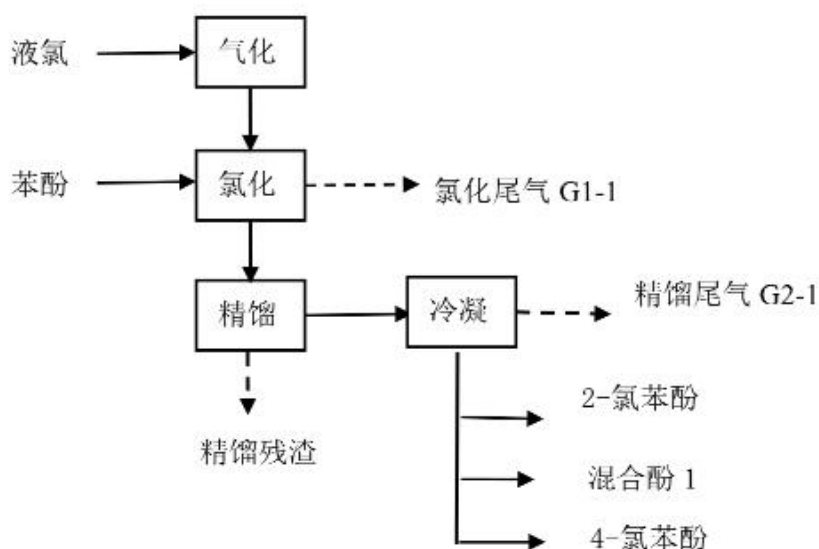 液氯
气化
苯酚
氯化
氯化尾气 G1-1
精馏
冷凝
精馏尾气 G2-1
2-氯苯酚
精馏残渣
混合酚 1
4-氯苯酚